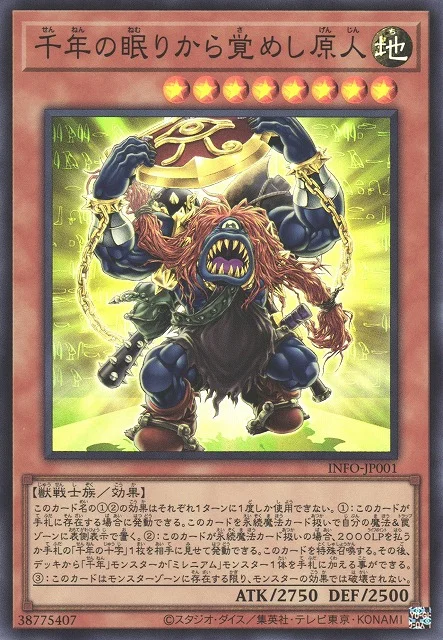 千年の眠りから覚めし原人
地
INFO-JP001
【獣戦士族／効果】
このカード名の①②の効果はそれぞれ１ターンに１度しか使用できない。①：このカードが
手札に存在する場合に発動できる。このカードを永続魔法カード扱いで自分の魔法＆罠
ゾーンに表側表示で置く。②：このカードが永続魔法カード扱いの場合、２０００LPを払う
か手札の「千年の十字」１枚を相手に見せて発動できる。このカードを特殊召喚する。その後、
デッキから「千年」モンスターか「ミレニアム」モンスター１体を手札に加える事ができる。
③：このカードはモンスターゾーンに存在する限り、モンスターの効果では破壊されない。
ATK/2750 DEF/2500
38775407
©スタジオ・ダイス／集英社・テレビ東京・KONAMI